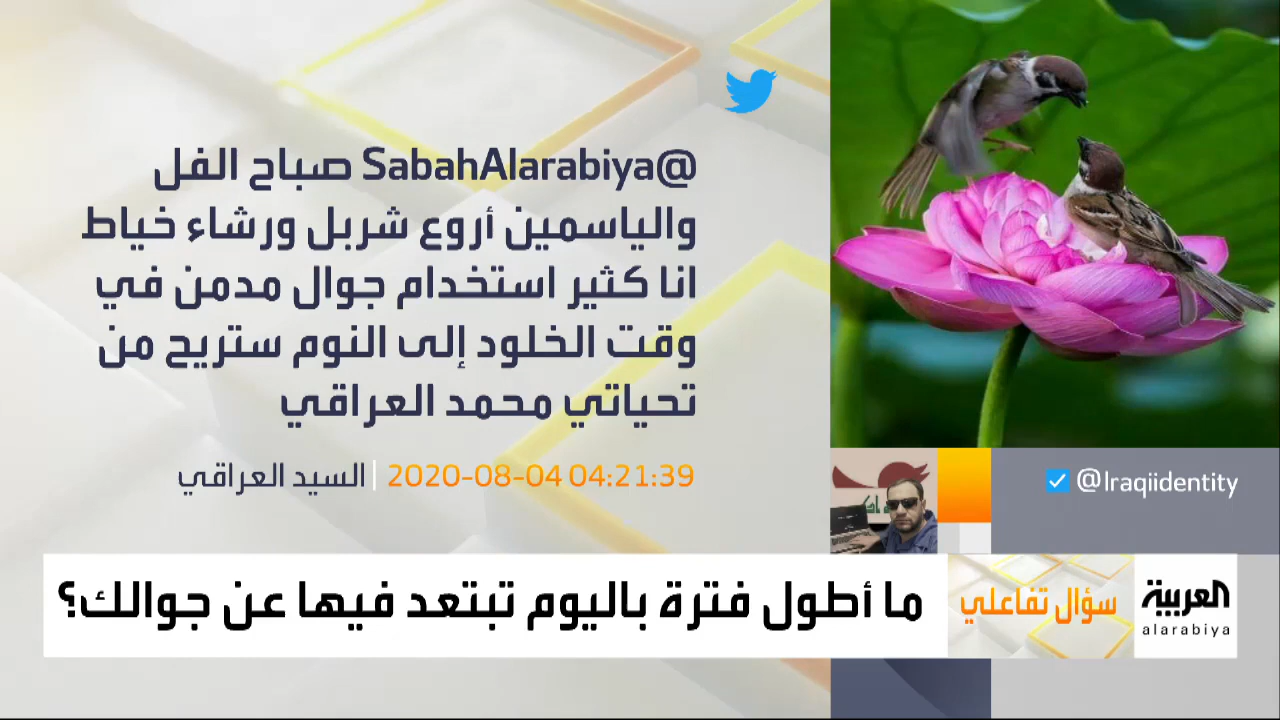 @SabahAlarabiya صباح الفل
والياسمين أروع شربل ورشاء خياط
انا كثير استخدام جوال مدمن في
وقت الخلود إلى النوم ستريح من
تحياتي محمد العراقي
2020-08-04 04:21:39 | السيد العراقي
@Iraqiidentity
ما أطول فترة باليوم تبتعد فيها عن جوالك؟
سؤال تفاعلي
العربية
alarabiya